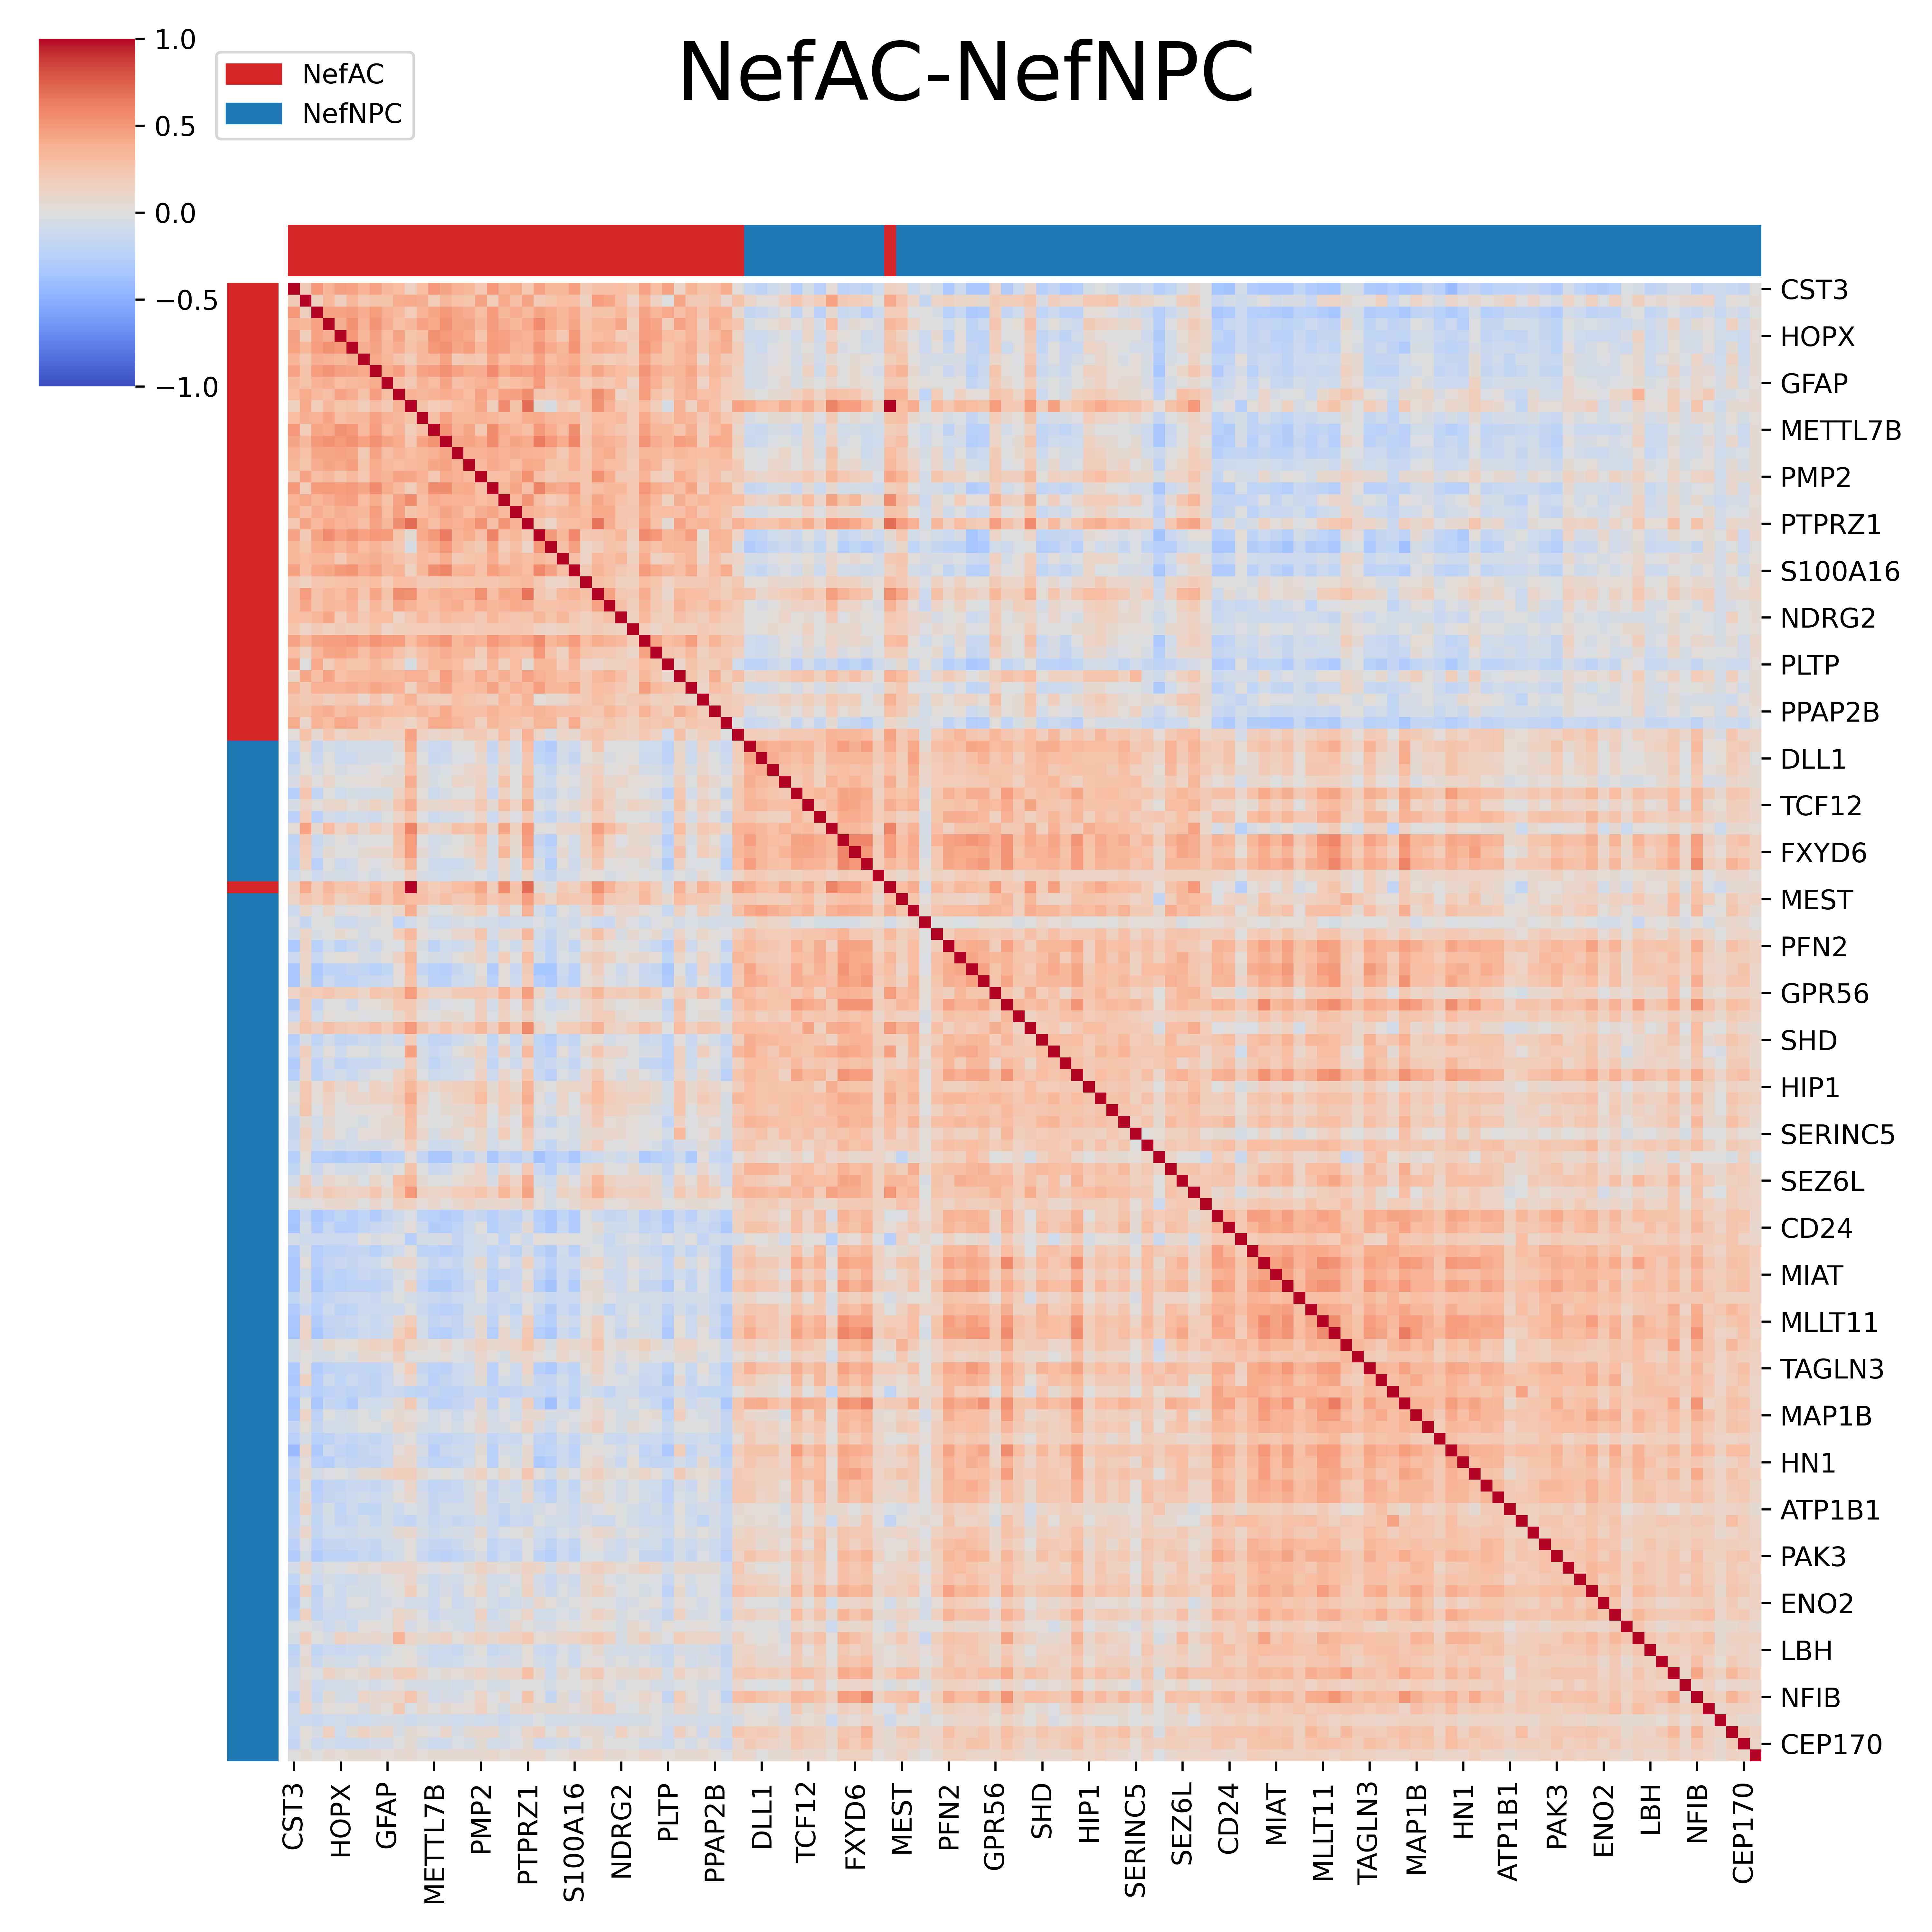 NefAC-NefNPC
1.0
0.5
0.0
−0.5
−1.0
NefAC
NefNPC
CST3
HOPX
GFAP
METTL7B
PMP2
PTPRZ1
S100A16
NDRG2
PLTP
PPAP2B
DLL1
TCF12
FXYD6
MEST
PFN2
GPR56
SHD
HIP1
SERINC5
SEZ6L
CD24
MIAT
MLLT11
TAGLN3
MAP1B
HN1
ATP1B1
PAK3
ENO2
LBH
NFIB
CEP170
CST3
HOPX
GFAP
METTL7B
PMP2
PTPRZ1
S100A16
NDRG2
PLTP
PPAP2B
DLL1
TCF12
FXYD6
MEST
PFN2
GPR56
SHD
HIP1
SERINC5
SEZ6L
CD24
MIAT
MLLT11
TAGLN3
MAP1B
HN1
ATP1B1
PAK3
ENO2
LBH
NFIB
CEP170